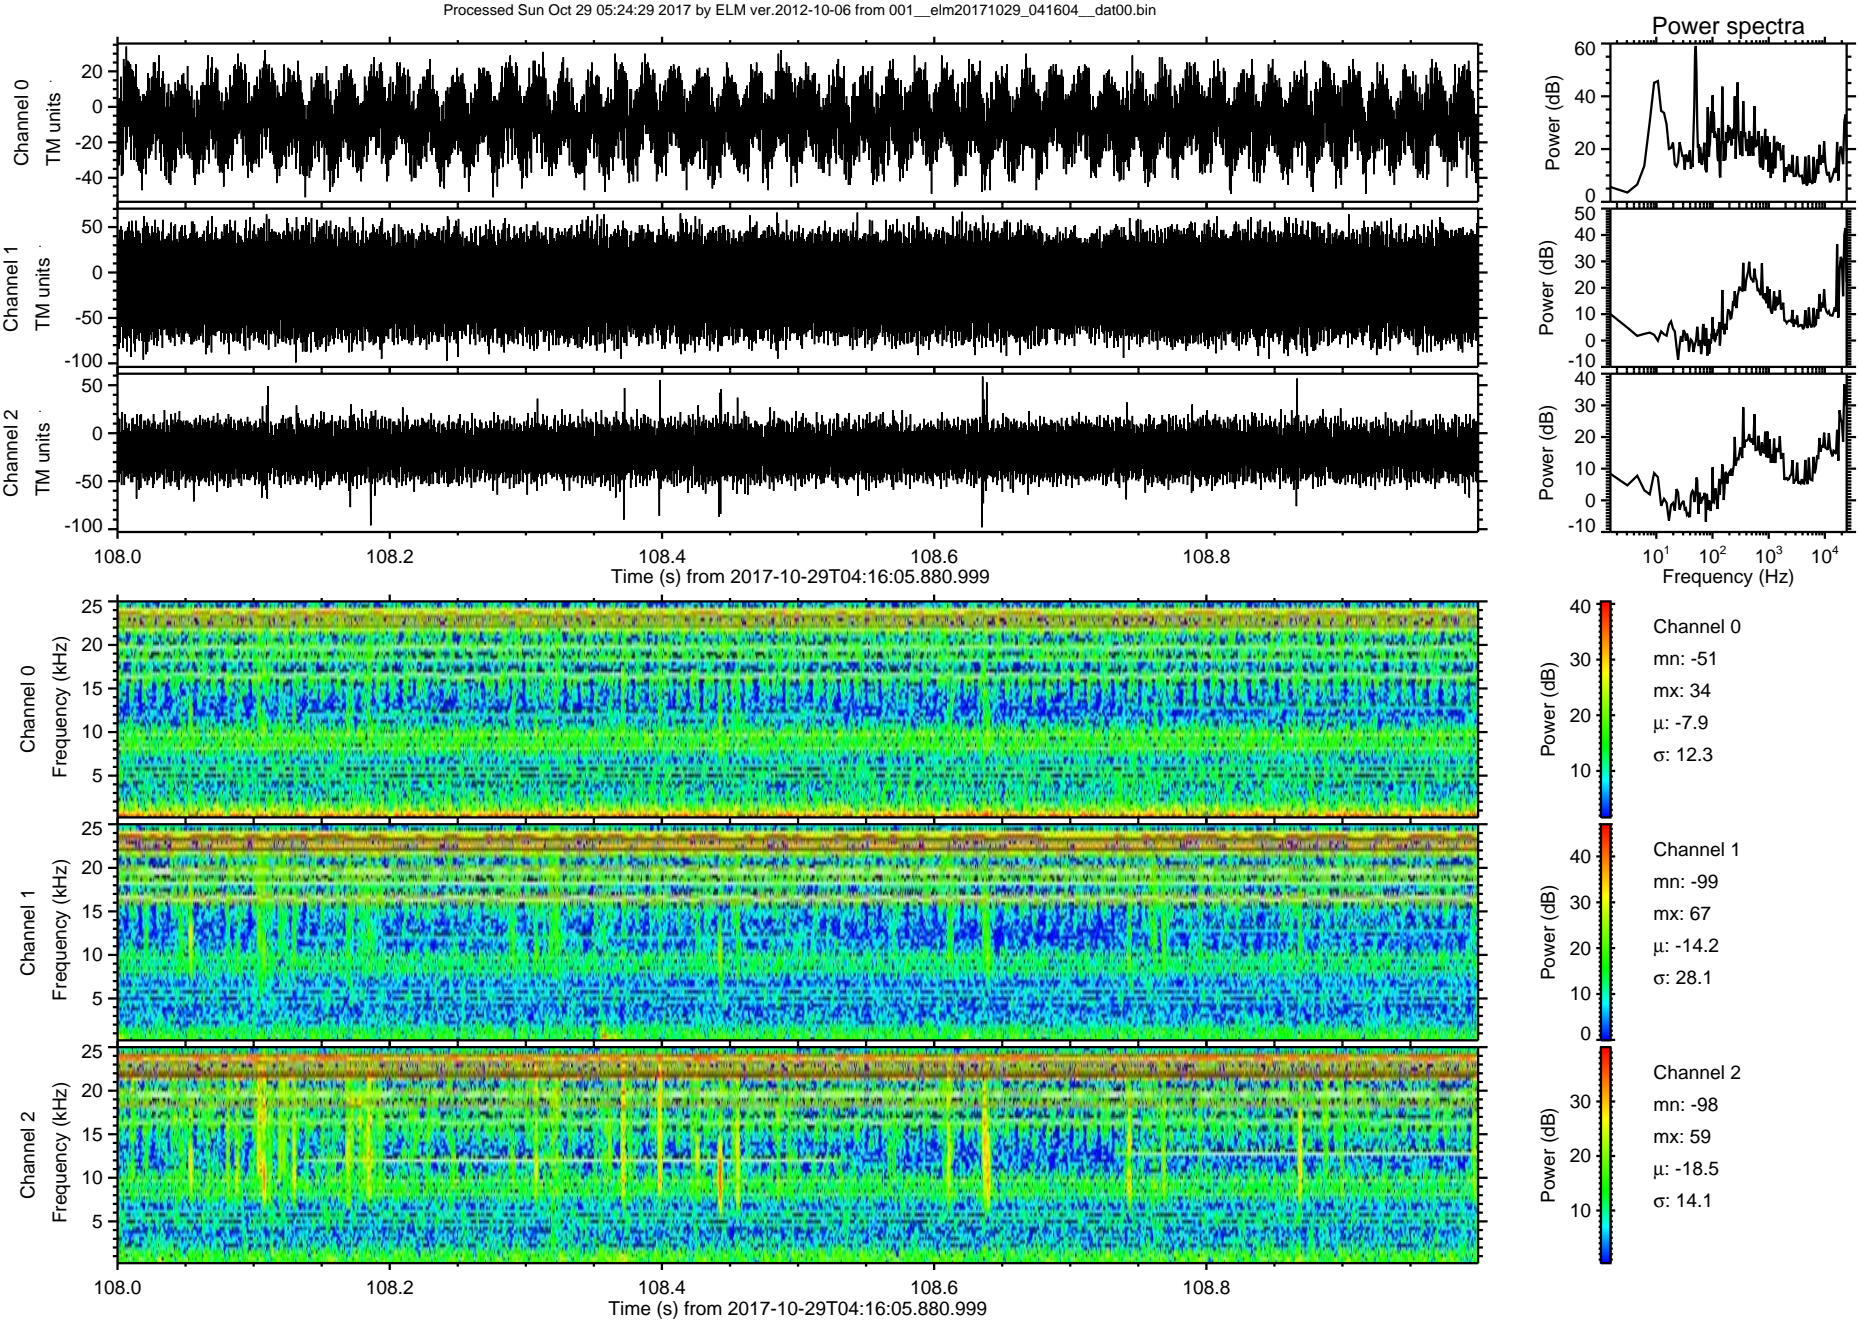 Processed Sun Oct 29 05:24:29 2017 by ELM ver.2012-10-06 from 001__elm20171029_041604__dat00.bin
Channel 0
TM units
20
0
-20
-40
Channel 1
TM units
50
0
-50
-100
Channel 2
TM units
50
0
-50
-100
108.0 108.2 108.4 108.6 108.8
Time (s) from 2017-10-29T04:16:05.880.999
Power spectra
Power (dB)
60
40
20
0
Power (dB)
50
40
30
20
10
0
-10
Power (dB)
40
30
20
10
0
-10
10¹ 10² 10³ 10⁴
Frequency (Hz)
Channel 0
Frequency (kHz)
25
20
15
10
5
Power (dB)
40
30
20
10
Channel 0
mn: -51
mx: 34
μ: -7.9
σ: 12.3
Channel 1
Frequency (kHz)
25
20
15
10
5
Power (dB)
40
30
20
10
0
Channel 1
mn: -99
mx: 67
μ: -14.2
σ: 28.1
Channel 2
Frequency (kHz)
25
20
15
10
5
Power (dB)
30
20
10
Channel 2
mn: -98
mx: 59
μ: -18.5
σ: 14.1
108.0 108.2 108.4 108.6 108.8
Time (s) from 2017-10-29T04:16:05.880.999